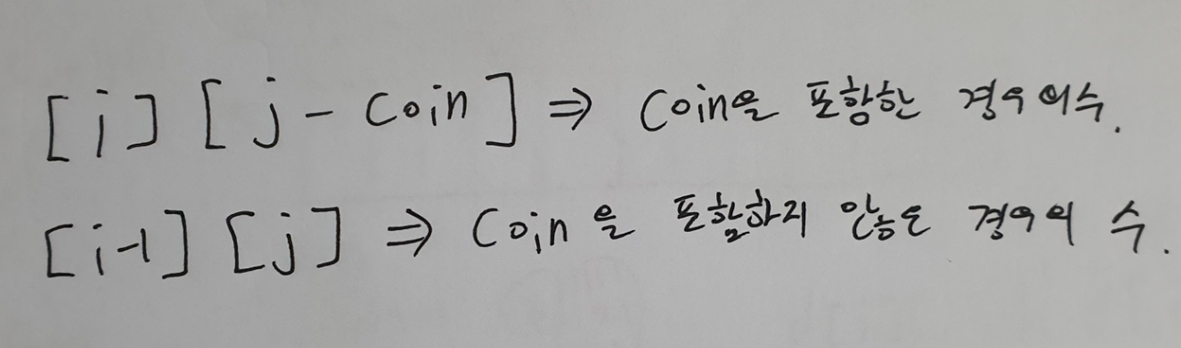 [i] [j - Coin] ⇒ Coin을 포함한 경우의수.
[i-1] [j] ⇒ Coin을 포함하지 않는 경우의 수.